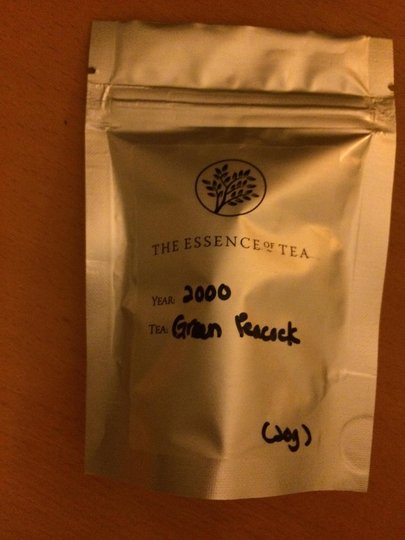 THE ESSENCE OF TEA
YEAR: 2000
TEA: Green Peacock
(20g)